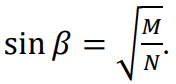 sin β = √(M/N).